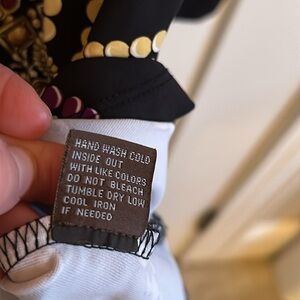 HAND WASH COLD
INSIDE OUT
WITH LIKE COLORS
DO NOT BLEACH
TUMBLE DRY LOW
COOL IRON
IF NEEDED